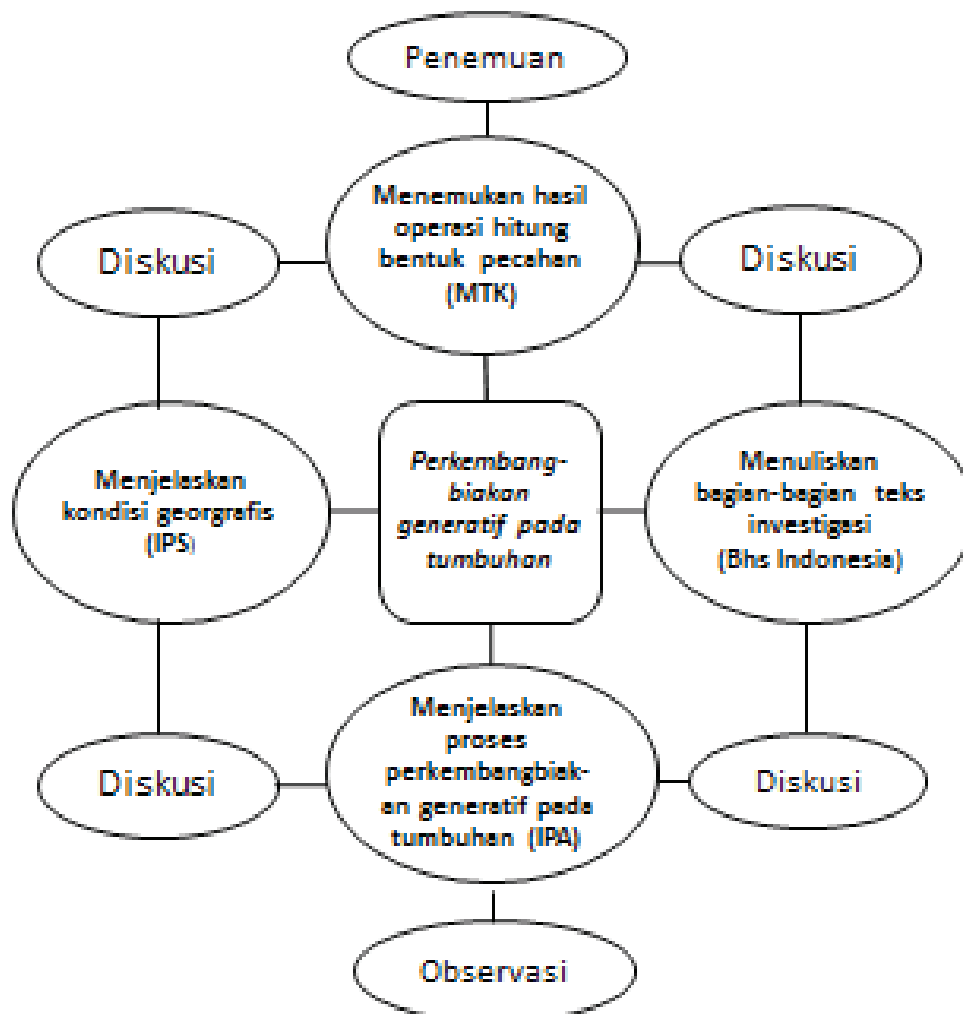 Penemuan
Menemukan hasil
operasi hitung
bentuk pecahan
(MTK)
Diskusi
Diskusi
Menjelaskan
kondisi georgrafis
(IPS)
Perkembang-
biakan
generatif pada
tumbuhan
Menuliskan
bagian-bagian teks
investigasi
(Bhs Indonesia)
Diskusi
Menjelaskan
proses
perkembangbiak-
an generatif pada
tumbuhan (IPA)
Diskusi
Observasi